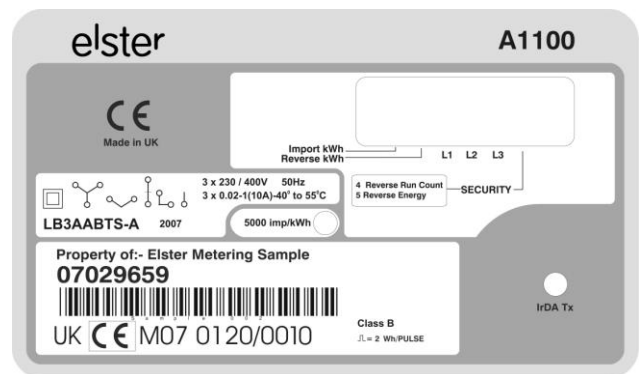 elster
A1100
CE
Made in UK
Import kWh
Reverse kWh
L1 L2 L3
4 Reverse Run Count
5 Reverse Energy
SECURITY
3 x 230 / 400V 50Hz
3 x 0.02-1(10A)-40° to 55°C
LB3AABTS-A 2007
5000 imp/kWh
Property of:- Elster Metering Sample
07029659
UK CE M07 0120/0010
Class B
= 2 Wh/PULSE
IrDA Tx